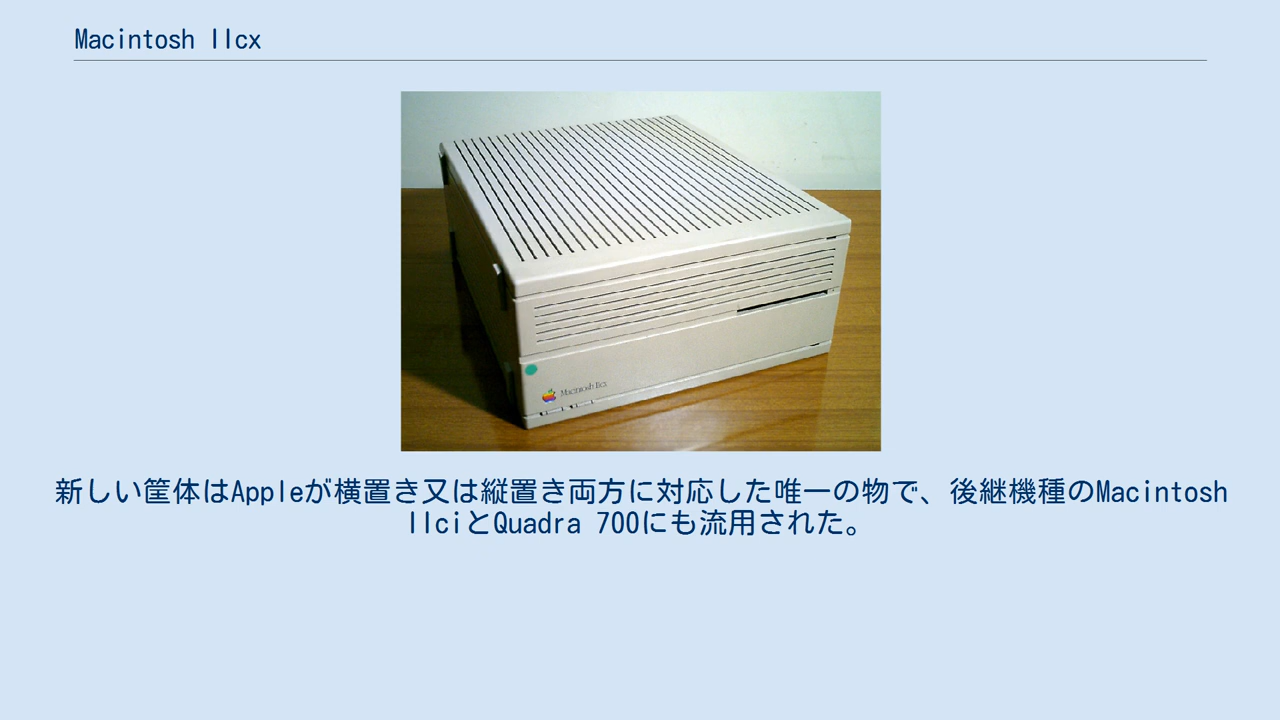 Macintosh IIcx
Macintosh IIcx
新しい筐体はAppleが横置き又は縦置き両方に対応した唯一の物で、後継機種のMacintosh
IIciとQuadra 700にも流用された。